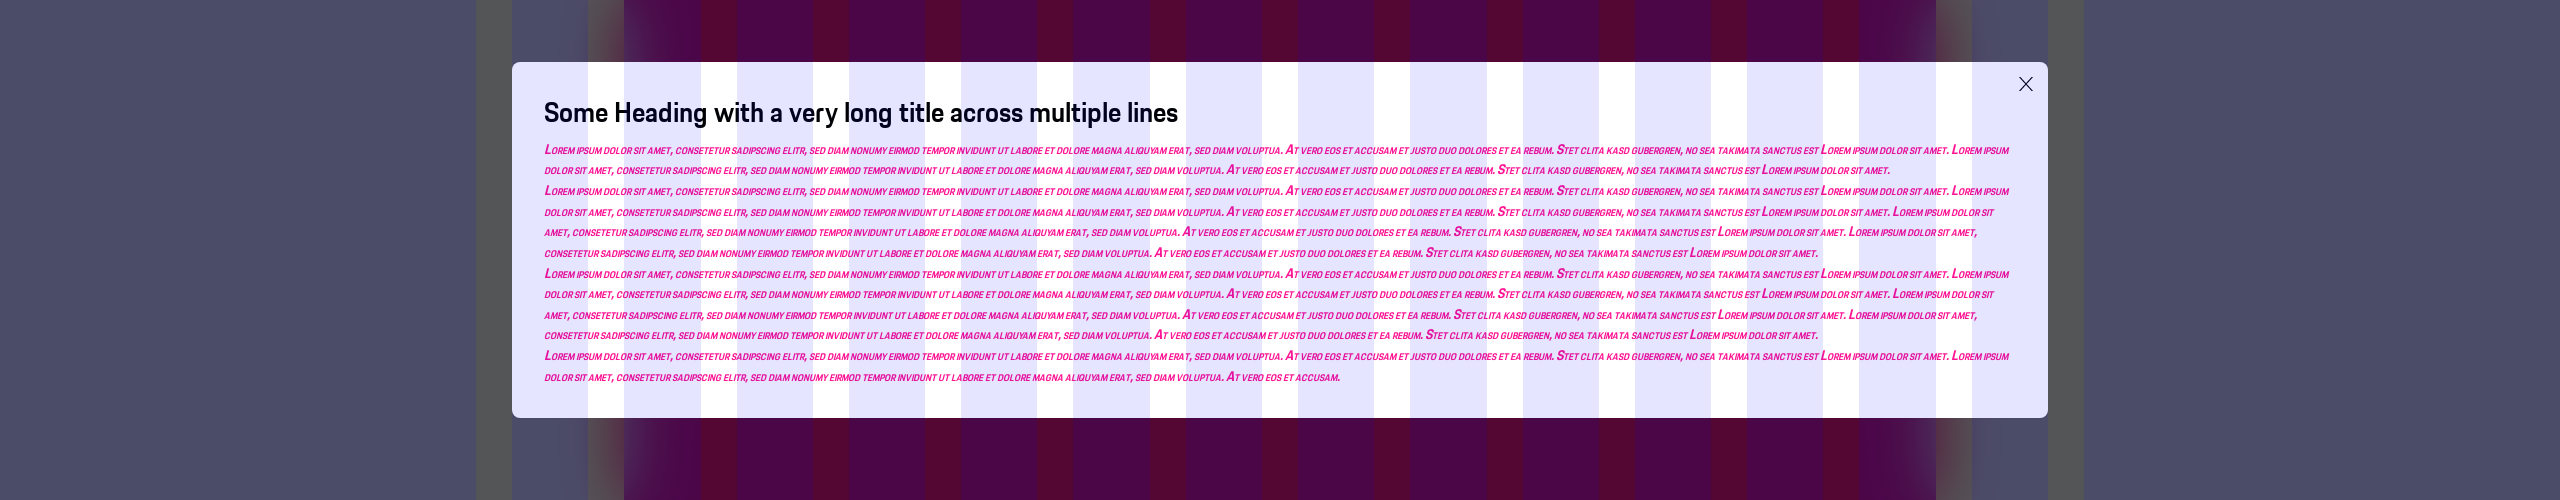 Some Heading with a very long title across multiple lines
Lorem ipsum dolor sit amet, consetetur sadipscing elitr, sed diam nonumy eirmod tempor invidunt ut labore et dolore magna aliquyam erat, sed diam voluptua. At vero eos et accusam et justo duo dolores et ea rebum. Stet clita kasd gubergren, no sea takimata sanctus est Lorem ipsum dolor sit amet. Lorem ipsum
dolor sit amet, consetetur sadipscing elitr, sed diam nonumy eirmod tempor invidunt ut labore et dolore magna aliquyam erat, sed diam voluptua. At vero eos et accusam et justo duo dolores et ea rebum. Stet clita kasd gubergren, no sea takimata sanctus est Lorem ipsum dolor sit amet.
Lorem ipsum dolor sit amet, consetetur sadipscing elitr, sed diam nonumy eirmod tempor invidunt ut labore et dolore magna aliquyam erat, sed diam voluptua. At vero eos et accusam et justo duo dolores et ea rebum. Stet clita kasd gubergren, no sea takimata sanctus est Lorem ipsum dolor sit amet. Lorem ipsum
dolor sit amet, consetetur sadipscing elitr, sed diam nonumy eirmod tempor invidunt ut labore et dolore magna aliquyam erat, sed diam voluptua. At vero eos et accusam et justo duo dolores et ea rebum. Stet clita kasd gubergren, no sea takimata sanctus est Lorem ipsum dolor sit amet. Lorem ipsum dolor sit
amet, consetetur sadipscing elitr, sed diam nonumy eirmod tempor invidunt ut labore et dolore magna aliquyam erat, sed diam voluptua. At vero eos et accusam et justo duo dolores et ea rebum. Stet clita kasd gubergren, no sea takimata sanctus est Lorem ipsum dolor sit amet. Lorem ipsum dolor sit amet,
consetetur sadipscing elitr, sed diam nonumy eirmod tempor invidunt ut labore et dolore magna aliquyam erat, sed diam voluptua. At vero eos et accusam et justo duo dolores et ea rebum. Stet clita kasd gubergren, no sea takimata sanctus est Lorem ipsum dolor sit amet.
Lorem ipsum dolor sit amet, consetetur sadipscing elitr, sed diam nonumy eirmod tempor invidunt ut labore et dolore magna aliquyam erat, sed diam voluptua. At vero eos et accusam et justo duo dolores et ea rebum. Stet clita kasd gubergren, no sea takimata sanctus est Lorem ipsum dolor sit amet. Lorem ipsum
dolor sit amet, consetetur sadipscing elitr, sed diam nonumy eirmod tempor invidunt ut labore et dolore magna aliquyam erat, sed diam voluptua. At vero eos et accusam et justo duo dolores et ea rebum. Stet clita kasd gubergren, no sea takimata sanctus est Lorem ipsum dolor sit amet. Lorem ipsum dolor sit
amet, consetetur sadipscing elitr, sed diam nonumy eirmod tempor invidunt ut labore et dolore magna aliquyam erat, sed diam voluptua. At vero eos et accusam et justo duo dolores et ea rebum. Stet clita kasd gubergren, no sea takimata sanctus est Lorem ipsum dolor sit amet. Lorem ipsum dolor sit amet,
consetetur sadipscing elitr, sed diam nonumy eirmod tempor invidunt ut labore et dolore magna aliquyam erat, sed diam voluptua. At vero eos et accusam et justo duo dolores et ea rebum. Stet clita kasd gubergren, no sea takimata sanctus est Lorem ipsum dolor sit amet.
Lorem ipsum dolor sit amet, consetetur sadipscing elitr, sed diam nonumy eirmod tempor invidunt ut labore et dolore magna aliquyam erat, sed diam voluptua. At vero eos et accusam et justo duo dolores et ea rebum. Stet clita kasd gubergren, no sea takimata sanctus est Lorem ipsum dolor sit amet. Lorem ipsum
dolor sit amet, consetetur sadipscing elitr, sed diam nonumy eirmod tempor invidunt ut labore et dolore magna aliquyam erat, sed diam voluptua. At vero eos et accusam.